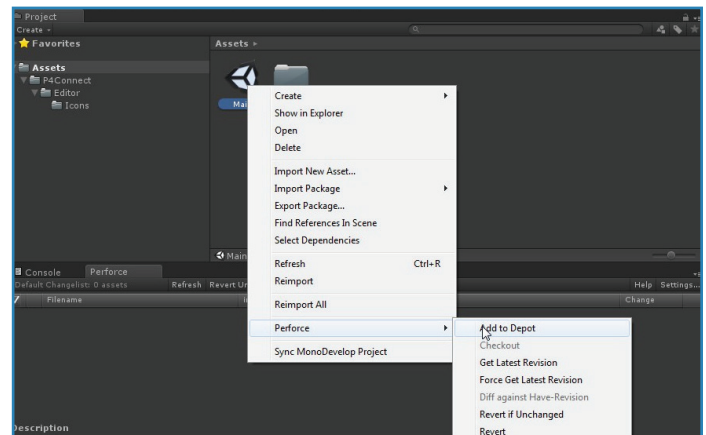 Project
Create
Favorites
Assets
Assets
P4Connect
Editor
Icons
Create
Show in Explorer
Open
Delete
Import New Asset...
Import Package
Export Package...
Find References In Scene
Select Dependencies
Refresh Ctrl+R
Reimport
Reimport All
Perforce
Sync MonoDevelop Project
Main
Console Perforce
Default Changelist: 0 assets Refresh Revert Help Settings...
Filename Change
Add to Depot
Checkout
Get Latest Revision
Force Get Latest Revision
Diff against Have-Revision
Revert if Unchanged
Revert
Description